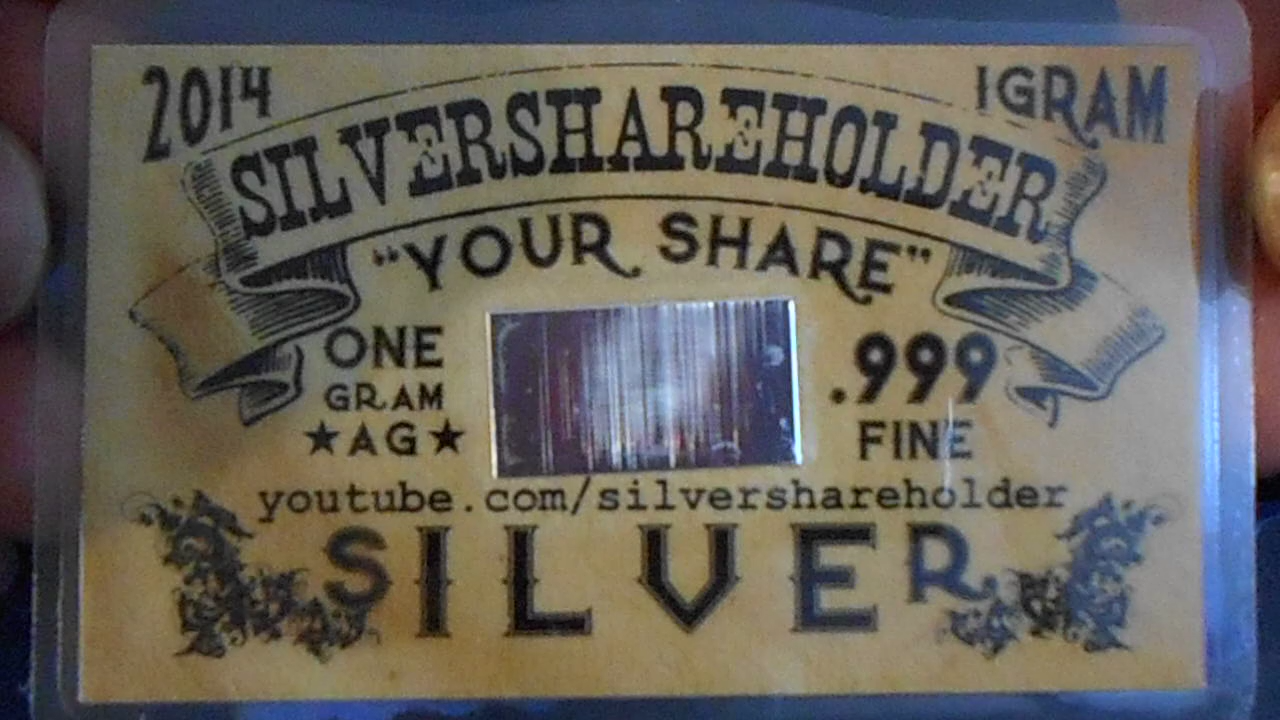 2014
1GRAM
SILVERSHAREHOLDER
"YOUR SHARE"
ONE
GRAM
★AG★
.999
FINE
youtube.com/silvershareholder
SILVER